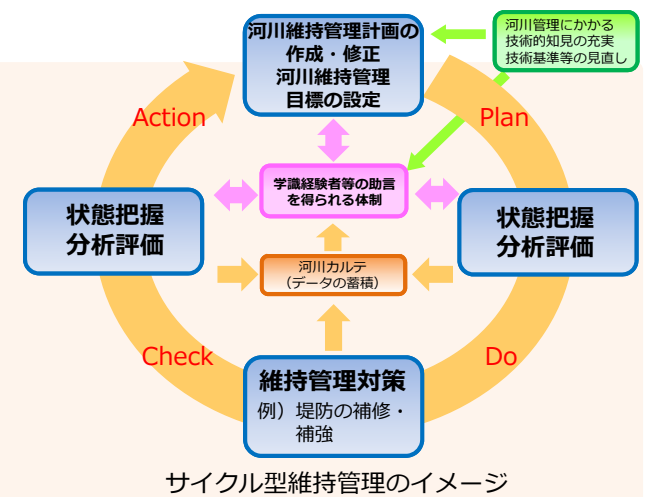 河川維持管理計画の
作成・修正
河川維持管理
目標の設定
河川管理にかかる
技術的知見の充実
技術基準等の見直し
Action
Plan
学識経験者等の助言
を得られる体制
状態把握
分析評価
状態把握
分析評価
河川カルテ
（データの蓄積）
Check
Do
維持管理対策
例）堤防の補修・
補強
サイクル型維持管理のイメージ